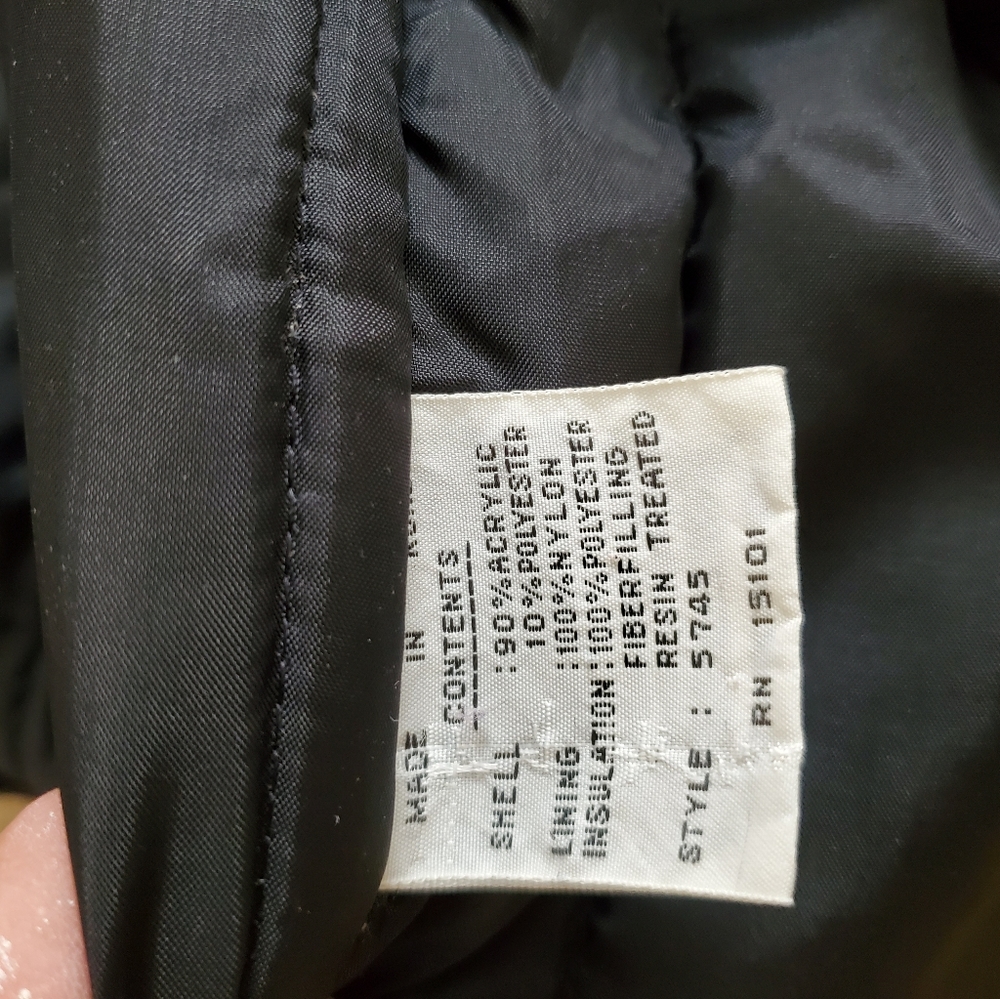 MADE IN
CONTENTS
SHELL :90%ACRYLIC
10%POLYESTER
LINING :100%NYLON
INSULATION:100%POLYESTER
FIBERFILLING
RESIN TREATED
STYLE : 5745
RN 15101